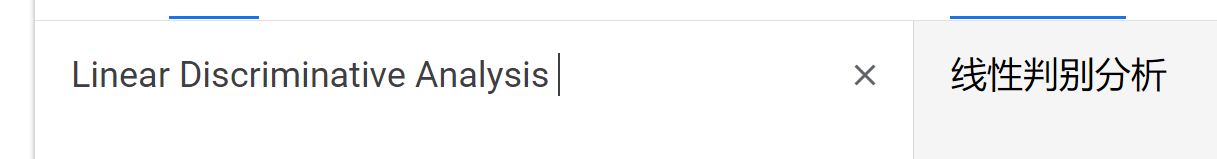 Linear Discriminative Analysis
线性判别分析